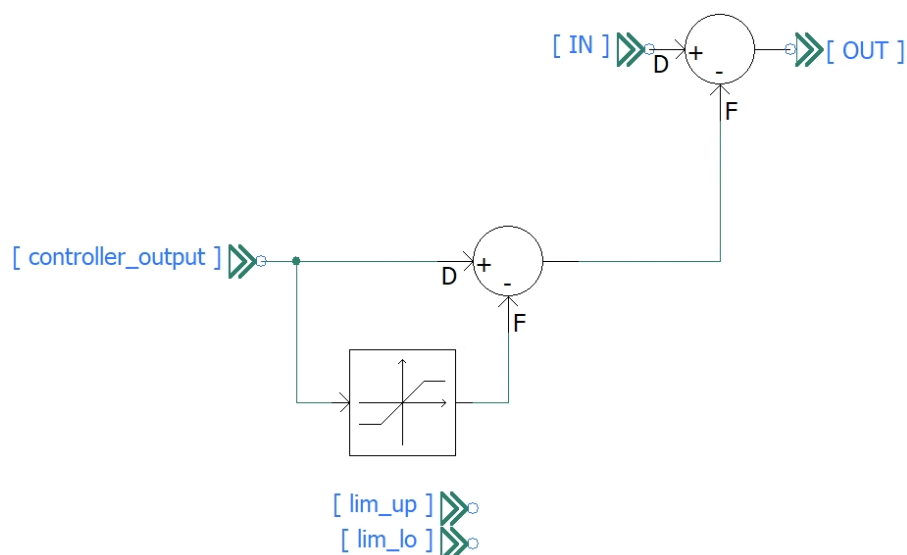 [ IN ]
D
+
-
[ OUT ]
F
[ controller_output ]
D
+
-
F
[ lim_up ]
[ lim_lo ]